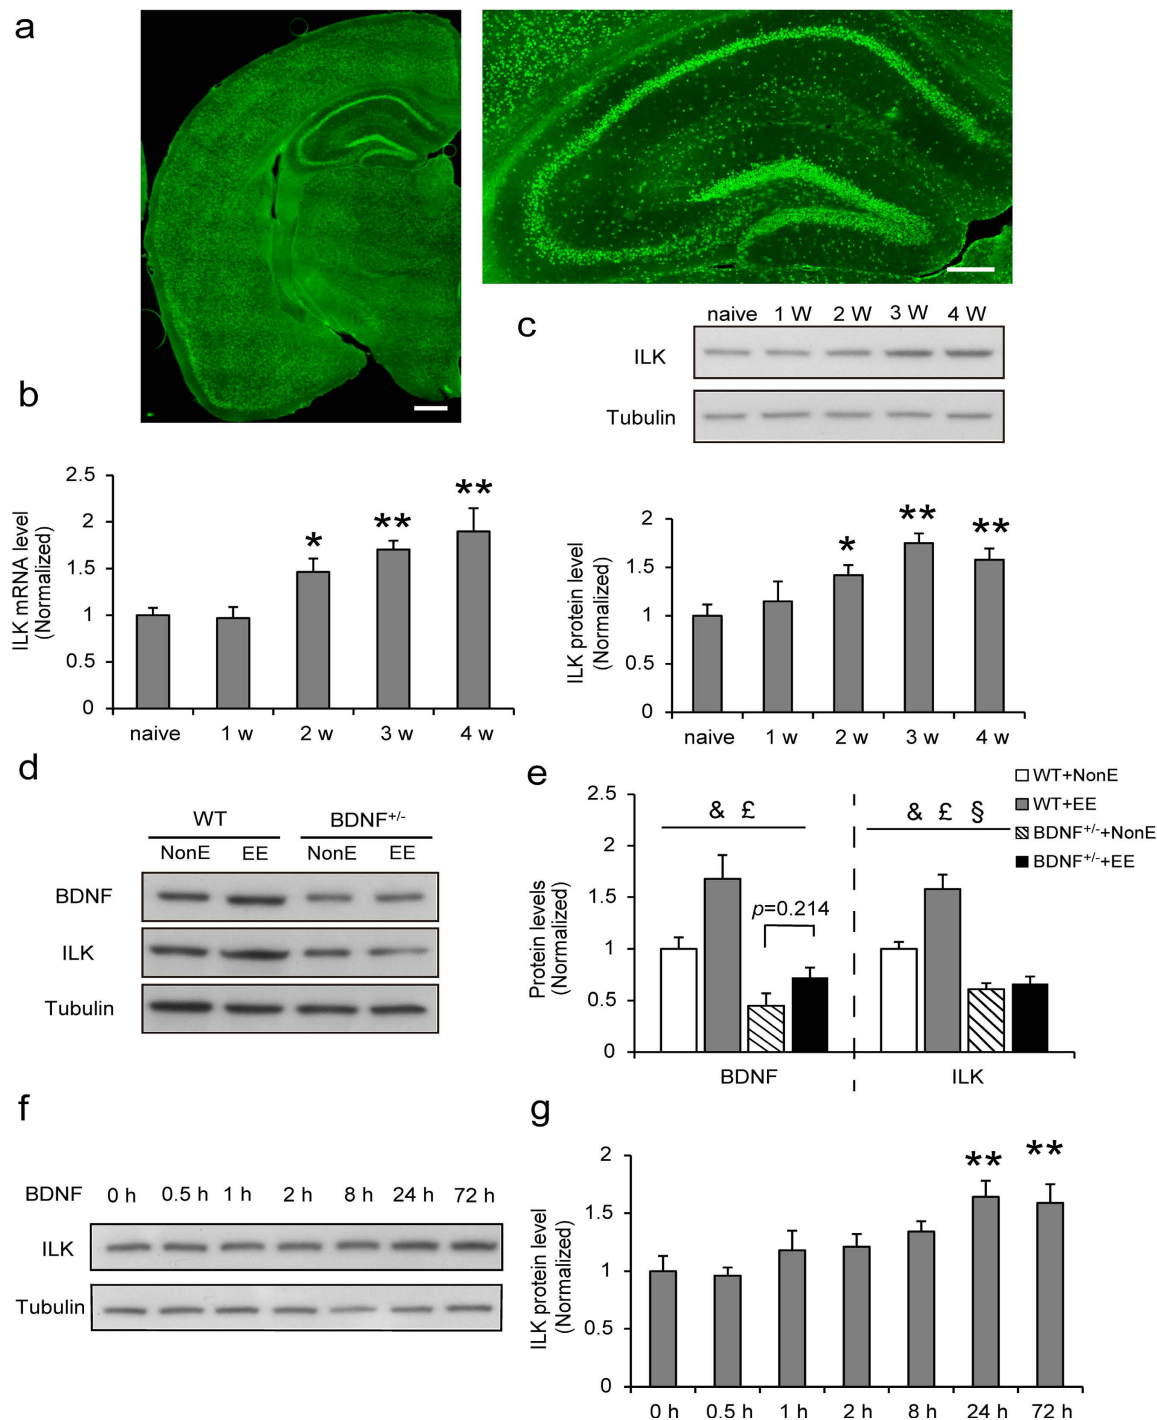 a
c
naive 1 W 2 W 3 W 4 W
ILK
Tubulin
b
2.5
2
1.5
1
0.5
0
ILK mRNA level
(Normalized)
*
**
**
naive 1 w 2 w 3 w 4 w
2
1.5
1
0.5
0
ILK protein level
(Normalized)
*
**
**
naive 1 w 2 w 3 w 4 w
d
WT BDNF+/-
NonE EE NonE EE
BDNF
ILK
Tubulin
e
WT+NonE
WT+EE
BDNF+/-+NonE
BDNF+/-+EE
2.5
2
1.5
1
0.5
0
Protein levels
(Normalized)
& £
& £ §
p=0.214
BDNF ILK
f
BDNF 0 h 0.5 h 1 h 2 h 8 h 24 h 72 h
ILK
Tubulin
g
2
1.5
1
0.5
0
ILK protein level
(Normalized)
**
**
0 h 0.5 h 1 h 2 h 8 h 24 h 72 h